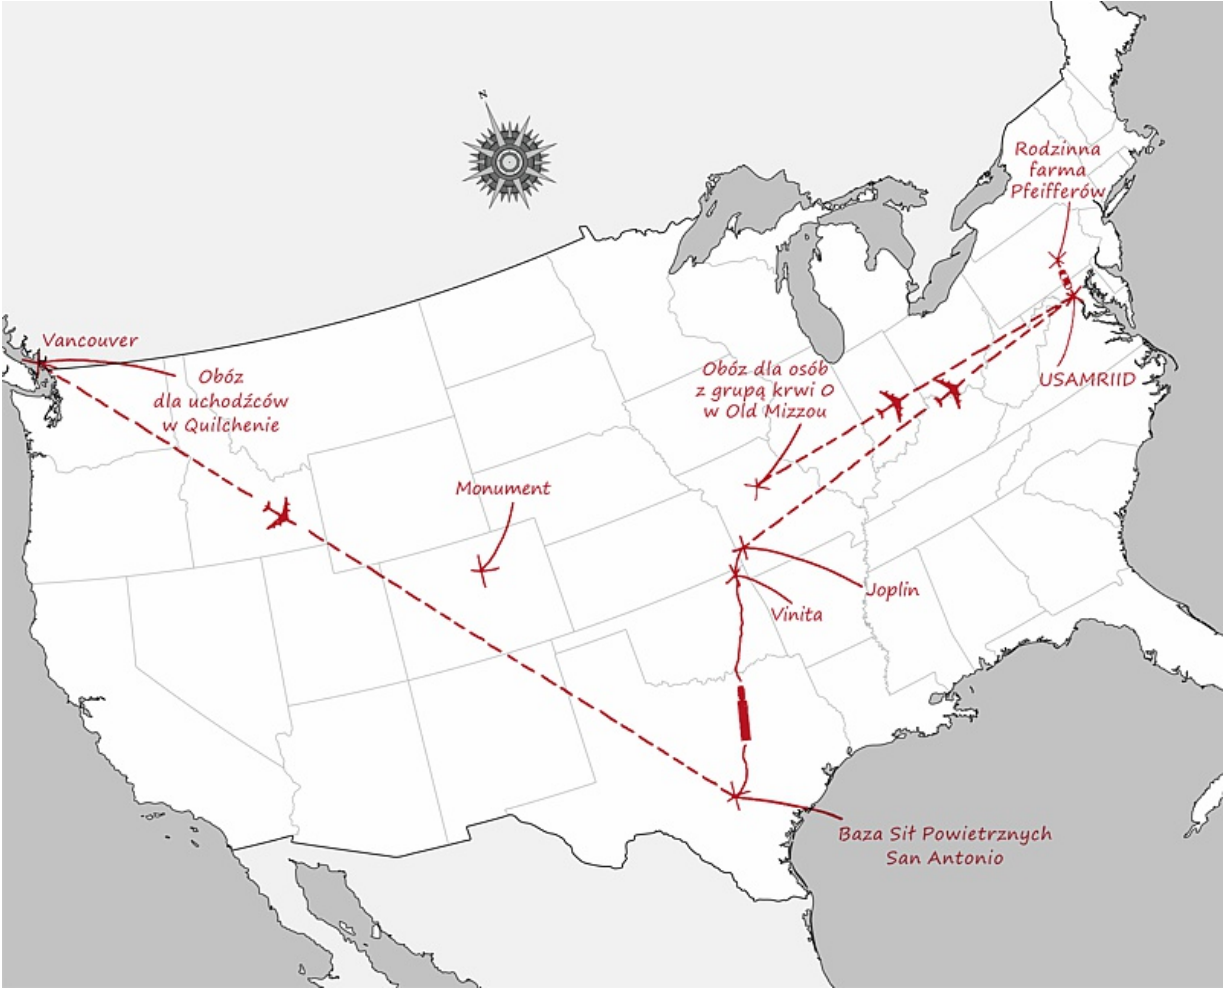 N
Rodzinna
farma
Pfeifferów
Vancouver
Obóz
dla uchodźców
w Quilchenie
Obóz dla osób
z grupą krwi 0
w Old Mizzou
USAMRIID
Monument
Joplin
Vinita
Baza Sił Powietrznych
San Antonio